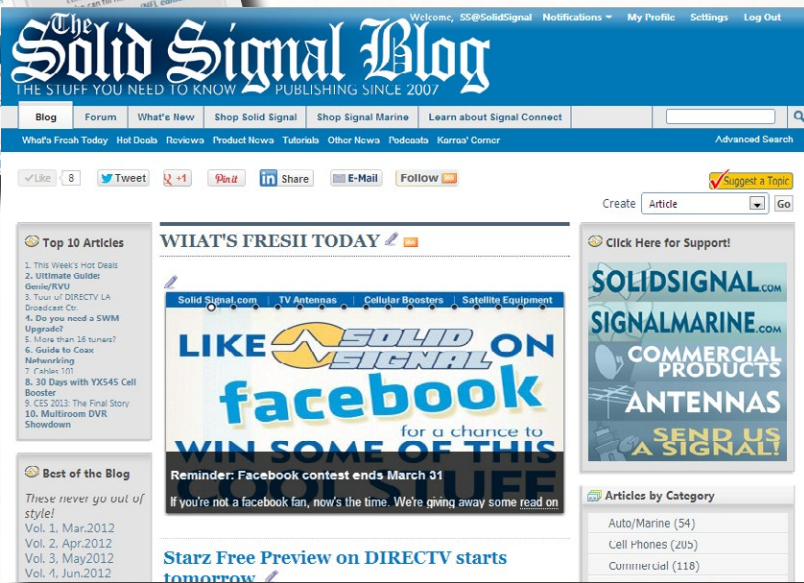 Welcome, SS@SolidSignal Notifications My Profile Settings Log Out
The
Solid Signal Blog
THE STUFF YOU NEED TO KNOW PUBLISHING SINCE 2007
Blog Forum What's New Shop Solid Signal Shop Signal Marine Learn about Signal Connect
What's Fresh Today Hot Deals Reviews Product News Tutorials Other News Podcasts Karras' Corner Advanced Search
Like 8 Tweet +1 Pin it in Share E-Mail Follow
Suggest a Topic
Create Article Go
Top 10 Articles
1. This Week's Hot Deals
2. Ultimate Guide:
Genie/RVU
3. Tour of DIRECTV LA
Broadcast Ctr.
4. Do you need a SWM
Upgrade?
5. More than 16 tuners?
6. Guide to Coax
Networking
7. Cables 101
8. 30 Days with YX545 Cell
Booster
9. CES 2013: The Final Story
10. Multiroom DVR
Showdown
Best of the Blog
These never go out of
style!
Vol. 1, Mar.2012
Vol. 2, Apr.2012
Vol. 3, May2012
Vol. 4, Jun.2012
WHAT'S FRESH TODAY
Solid Signal.com TV Antennas Cellular Boosters Satellite Equipment
LIKE SOLID SIGNAL ON
facebook
for a chance to
WIN SOME OF THIS
COOL STUFF
Reminder: Facebook contest ends March 31
If you're not a facebook fan, now's the time. We're giving away some read on
Starz Free Preview on DIRECTV starts
tomorrow
Click Here for Support!
SOLIDSIGNAL.COM
SIGNALMARINE.COM
COMMERCIAL
PRODUCTS
ANTENNAS
SEND US
A SIGNAL!
Articles by Category
Auto/Marine (54)
Cell Phones (205)
Commercial (118)